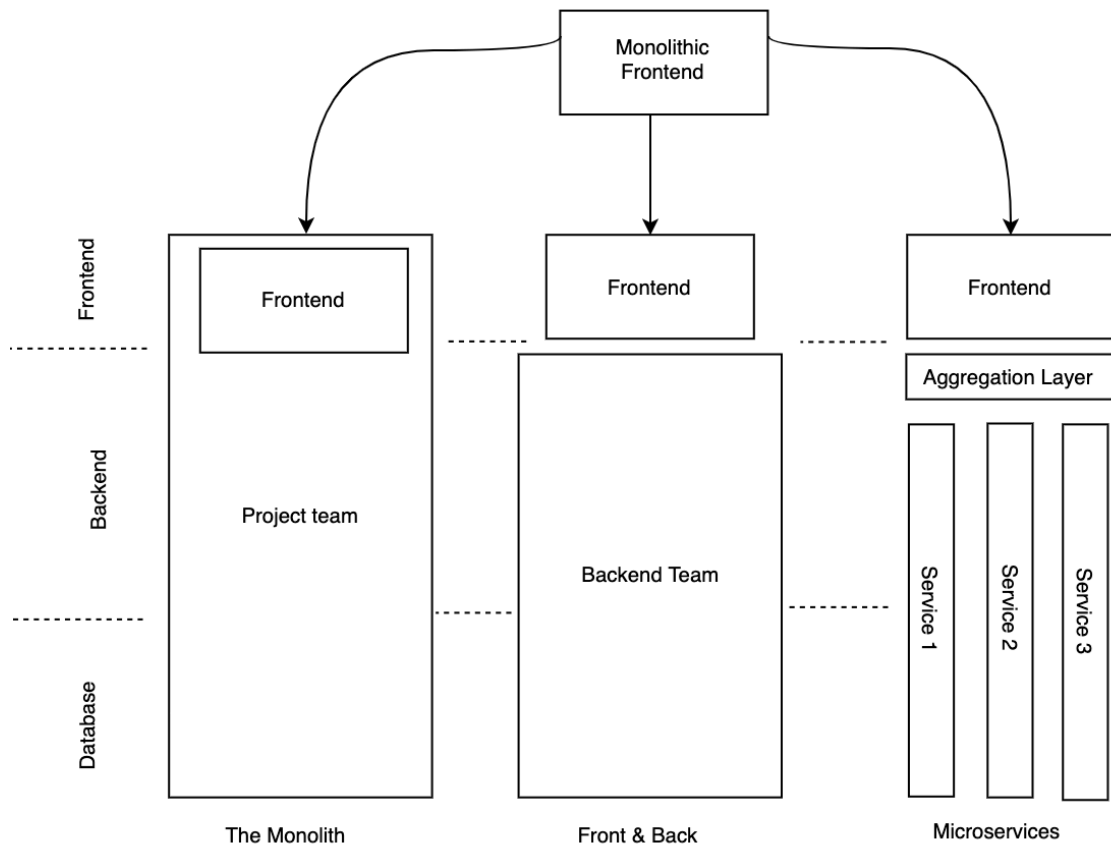 Monolithic
Frontend
Frontend
Frontend
Frontend
Frontend
Aggregation Layer
Backend
Project team
Backend Team
Service 1
Service 2
Service 3
Database
The Monolith
Front & Back
Microservices